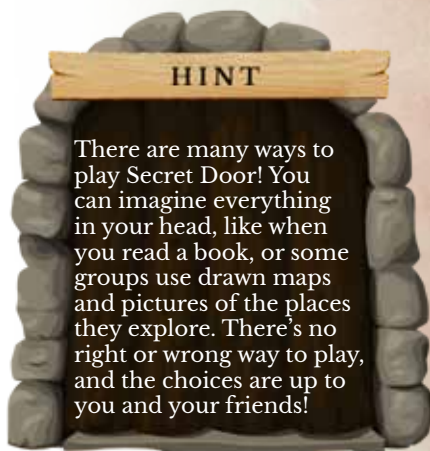 HINT
There are many ways to
play Secret Door! You
can imagine everything
in your head, like when
you read a book, or some
groups use drawn maps
and pictures of the places
they explore. There’s no
right or wrong way to play,
and the choices are up to
you and your friends!